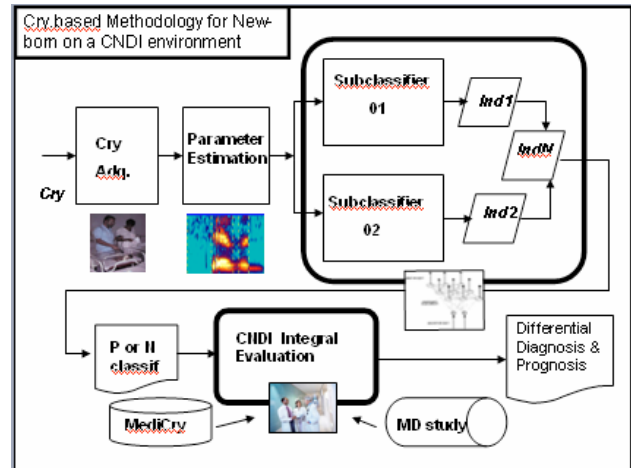 Cry.based Methodology for New-
born on a CNDI environment
Cry
Cry
Adq.
Parameter
Estimation
Subclassifier
01
Ind1
IndN
Subclassifier
02
Ind2
P or N
classif
CNDI Integral
Evaluation
Differential
Diagnosis &
Prognosis
MediCry
MD study